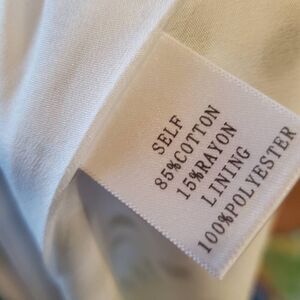 SELF
85%COTTON
15%RAYON
LINING
100%POLYESTER